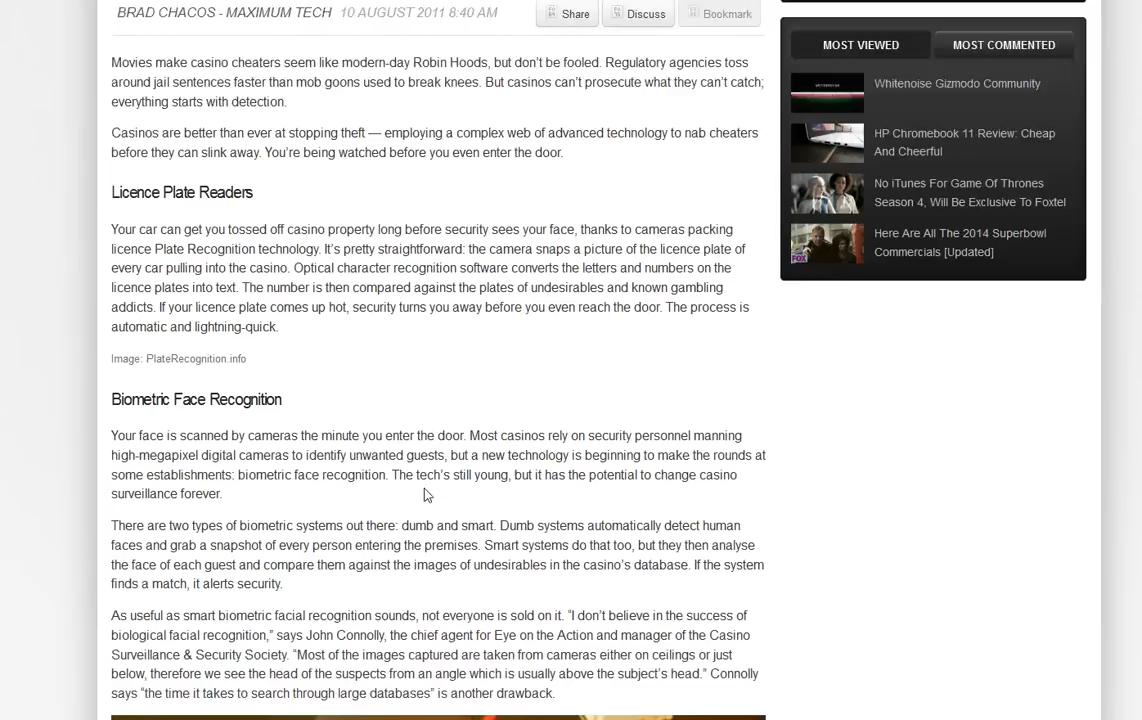 BRAD CHACOS - MAXIMUM TECH 10 AUGUST 2011 8:40 AM
Share
Discuss
Bookmark
Movies make casino cheaters seem like modern-day Robin Hoods, but don't be fooled. Regulatory agencies toss
around jail sentences faster than mob goons used to break knees. But casinos can't prosecute what they can't catch;
everything starts with detection.
Casinos are better than ever at stopping theft — employing a complex web of advanced technology to nab cheaters
before they can slink away. You're being watched before you even enter the door.
Licence Plate Readers
Your car can get you tossed off casino property long before security sees your face, thanks to cameras packing
licence Plate Recognition technology. It's pretty straightforward: the camera snaps a picture of the licence plate of
every car pulling into the casino. Optical character recognition software converts the letters and numbers on the
licence plates into text. The number is then compared against the plates of undesirables and known gambling
addicts. If your licence plate comes up hot, security turns you away before you even reach the door. The process is
automatic and lightning-quick.
Image: PlateRecognition.info
Biometric Face Recognition
Your face is scanned by cameras the minute you enter the door. Most casinos rely on security personnel manning
high-megapixel digital cameras to identify unwanted guests, but a new technology is beginning to make the rounds at
some establishments: biometric face recognition. The tech's still young, but it has the potential to change casino
surveillance forever.
There are two types of biometric systems out there: dumb and smart. Dumb systems automatically detect human
faces and grab a snapshot of every person entering the premises. Smart systems do that too, but they then analyse
the face of each guest and compare them against the images of undesirables in the casino's database. If the system
finds a match, it alerts security.
As useful as smart biometric facial recognition sounds, not everyone is sold on it. “I don't believe in the success of
biological facial recognition,” says John Connolly, the chief agent for Eye on the Action and manager of the Casino
Surveillance & Security Society. “Most of the images captured are taken from cameras either on ceilings or just
below, therefore we see the head of the suspects from an angle which is usually above the subject's head.” Connolly
says “the time it takes to search through large databases” is another drawback.
MOST VIEWED
MOST COMMENTED
Whitenoise Gizmodo Community
HP Chromebook 11 Review: Cheap
And Cheerful
No iTunes For Game Of Thrones
Season 4, Will Be Exclusive To Foxtel
Here Are All The 2014 Superbowl
Commercials [Updated]
FOX